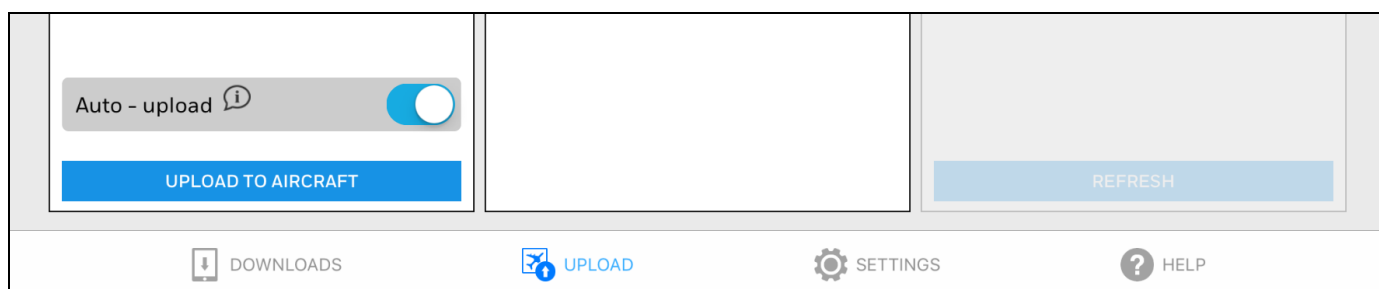 Auto - upload
UPLOAD TO AIRCRAFT
REFRESH
DOWNLOADS
UPLOAD
SETTINGS
HELP